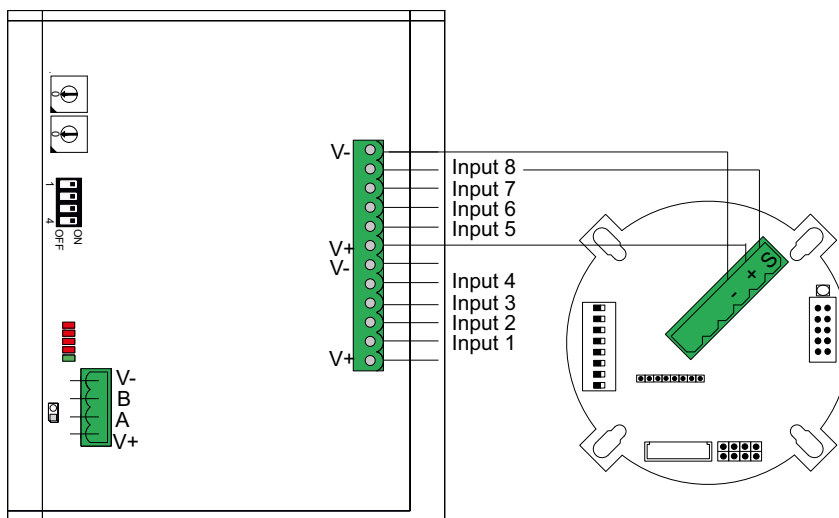 0
0
1
4
ON
OFF
V-
Input 8
Input 7
Input 6
Input 5
V+
V-
Input 4
Input 3
Input 2
Input 1
V+
V-
B
A
V+
- + S